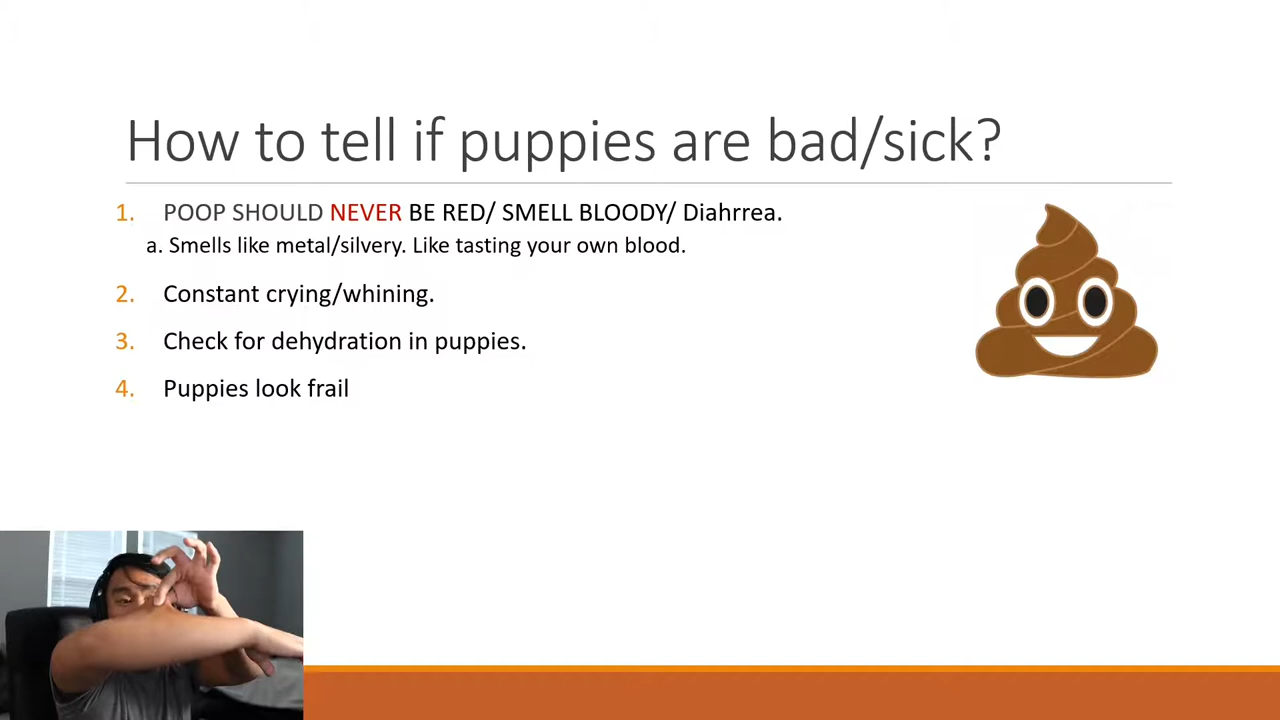 How to tell if puppies are bad/sick?
1. POOP SHOULD NEVER BE RED/ SMELL BLOODY/ Diahrrea.
a. Smells like metal/silvery. Like tasting your own blood.
2. Constant crying/whining.
3. Check for dehydration in puppies.
4. Puppies look frail